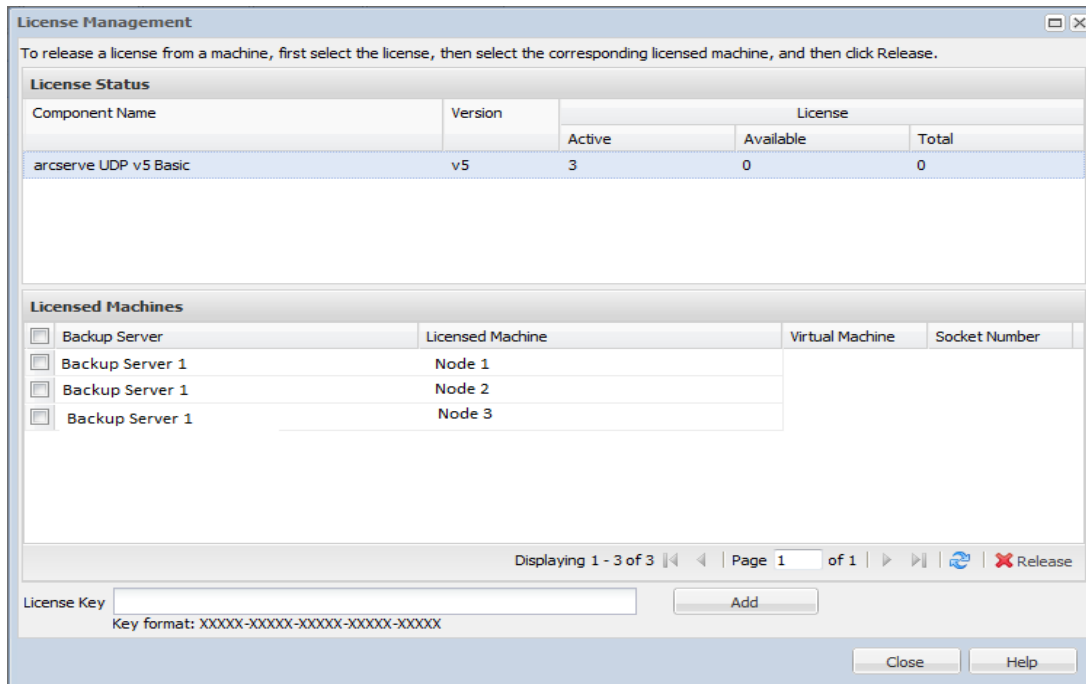 License Management
To release a license from a machine, first select the license, then select the corresponding licensed machine, and then click Release.
License Status
Component Name Version License
Active Available Total
arcserve UDP v5 Basic v5 3 0 0
Licensed Machines
Backup Server Licensed Machine Virtual Machine Socket Number
Backup Server 1 Node 1
Backup Server 1 Node 2
Backup Server 1 Node 3
Displaying 1 - 3 of 3 Page 1 of 1 Release
License Key Add
Key format: XXXXX-XXXXX-XXXXX-XXXXX-XXXXX
Close Help